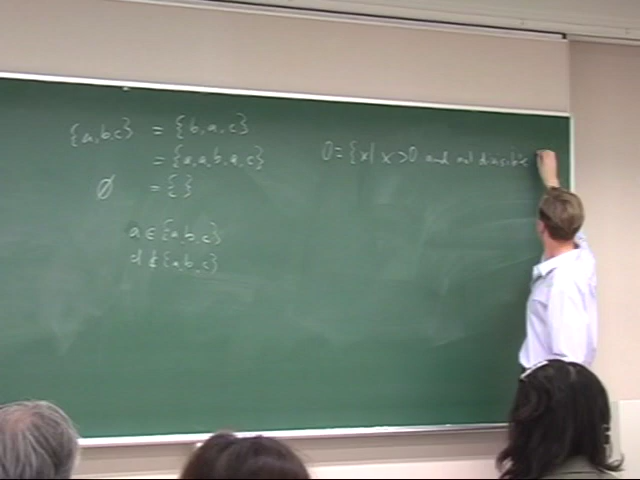 {a,b,c} = {b,a,c}
= {a,a,b,a,c}
∅ = { }
a ∈ {a,b,c}
d ∉ {a,b,c}
O = {x | x>0 and not divisible